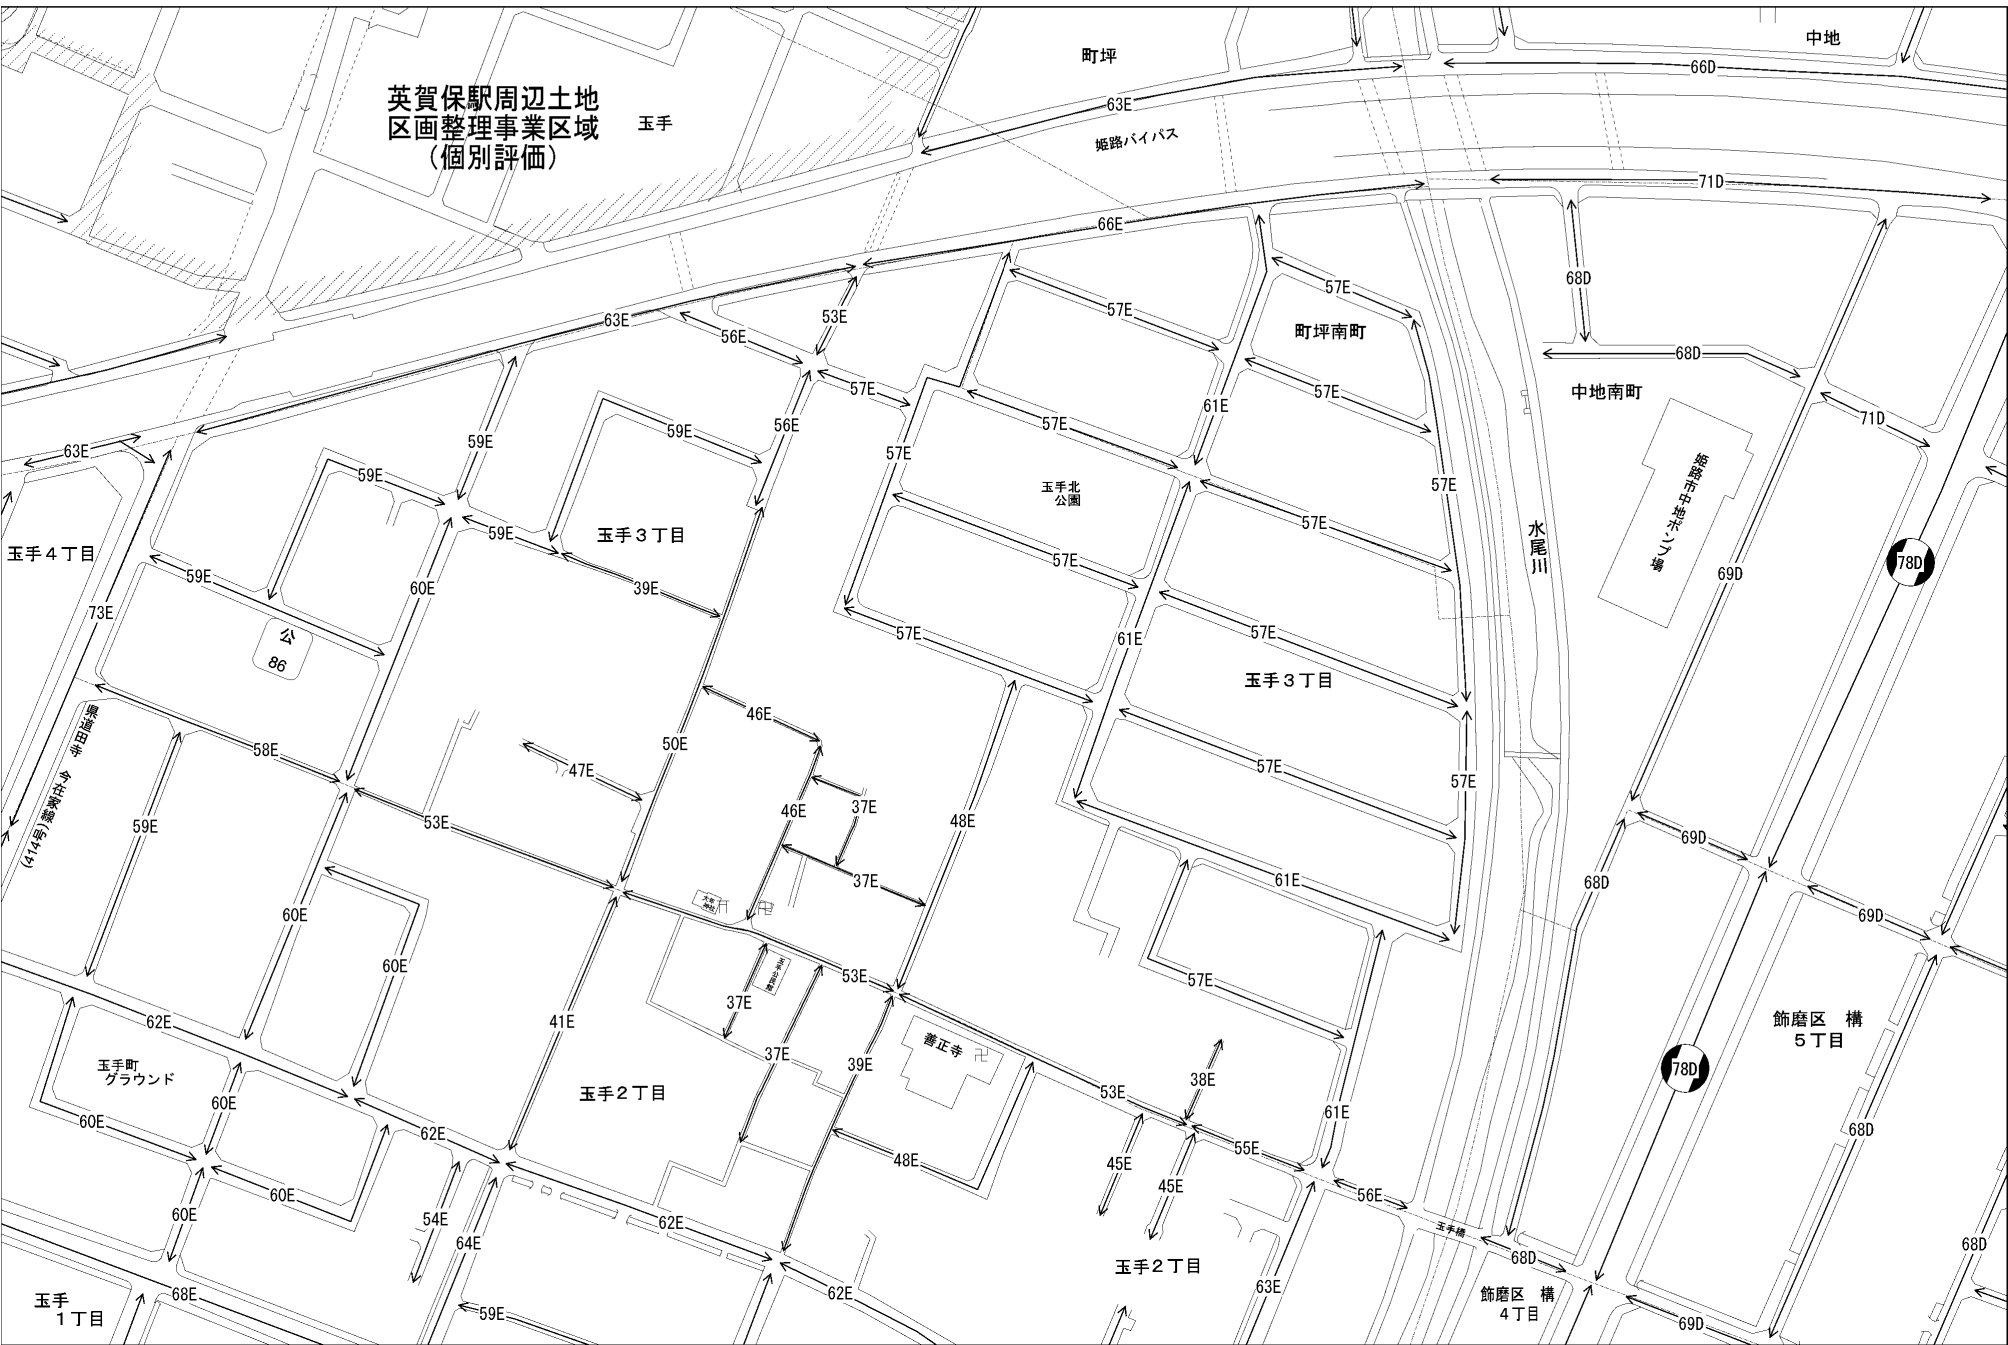 町坪
中地
66D
英賀保駅周辺土地
区画整理事業区域
(個別評価)
玉手
63E
姫路バイパス
71D
66E
68D
57E
57E
53E
63E
56E
町坪南町
68D
57E
57E
中地南町
71D
61E
56E
57E
59E
59E
63E
59E
57E
姫路市中地ポンプ場
57E
玉手北
公園
57E
水尾川
59E
玉手3丁目
玉手4丁目
57E
78D
59E
60E
39E
69D
73E
57E
57E
61E
公
86
玉手3丁目
46E
県道田寺 今在家線
(414号)
58E
50E
47E
57E
57E
46E
37E
48E
53E
59E
69D
37E
61E
68D
大年
神社
60E
69D
60E
53E
57E
玉手公民館
37E
62E
41E
飾磨区 構
5丁目
善正寺
37E
39E
玉手町
グラウンド
78D
38E
玉手2丁目
53E
60E
61E
60E
62E
68D
55E
48E
45E
45E
60E
56E
60E
54E
62E
64E
玉手橋
68D
68D
玉手2丁目
63E
62E
68E
飾磨区 構
4丁目
玉手
1丁目
59E
69D